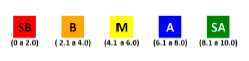 SB B M A SA
(0 a 2.0) ( 2.1 a 4.0) (4.1 a 6.0) (6.1 a 8.0) (8.1 a 10.0)